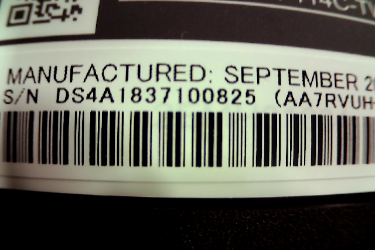 MANUFACTURED: SEPTEMBER
S/N DS4A1837100825 (AA7RVUH